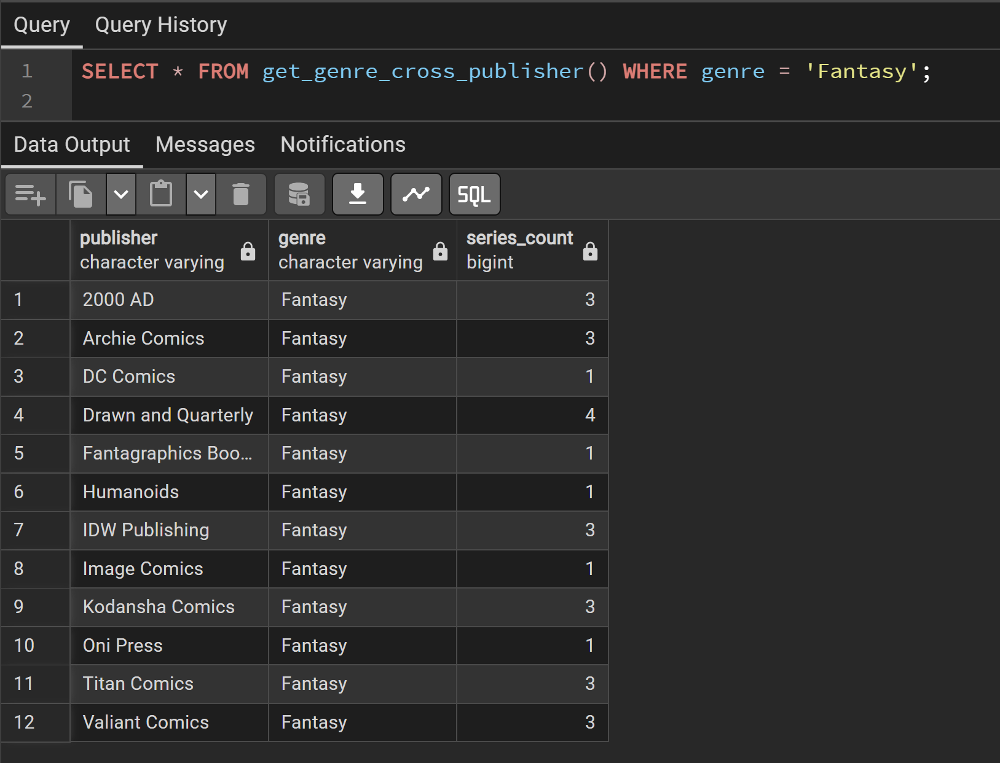 Query Query History
1 SELECT * FROM get_genre_cross_publisher() WHERE genre = 'Fantasy';
2
Data Output Messages Notifications
SQL
publisher genre series_count
character varying character varying bigint
1 2000 AD Fantasy 3
2 Archie Comics Fantasy 3
3 DC Comics Fantasy 1
4 Drawn and Quarterly Fantasy 4
5 Fantagraphics Boo... Fantasy 1
6 Humanoids Fantasy 1
7 IDW Publishing Fantasy 3
8 Image Comics Fantasy 1
9 Kodansha Comics Fantasy 3
10 Oni Press Fantasy 1
11 Titan Comics Fantasy 3
12 Valiant Comics Fantasy 3